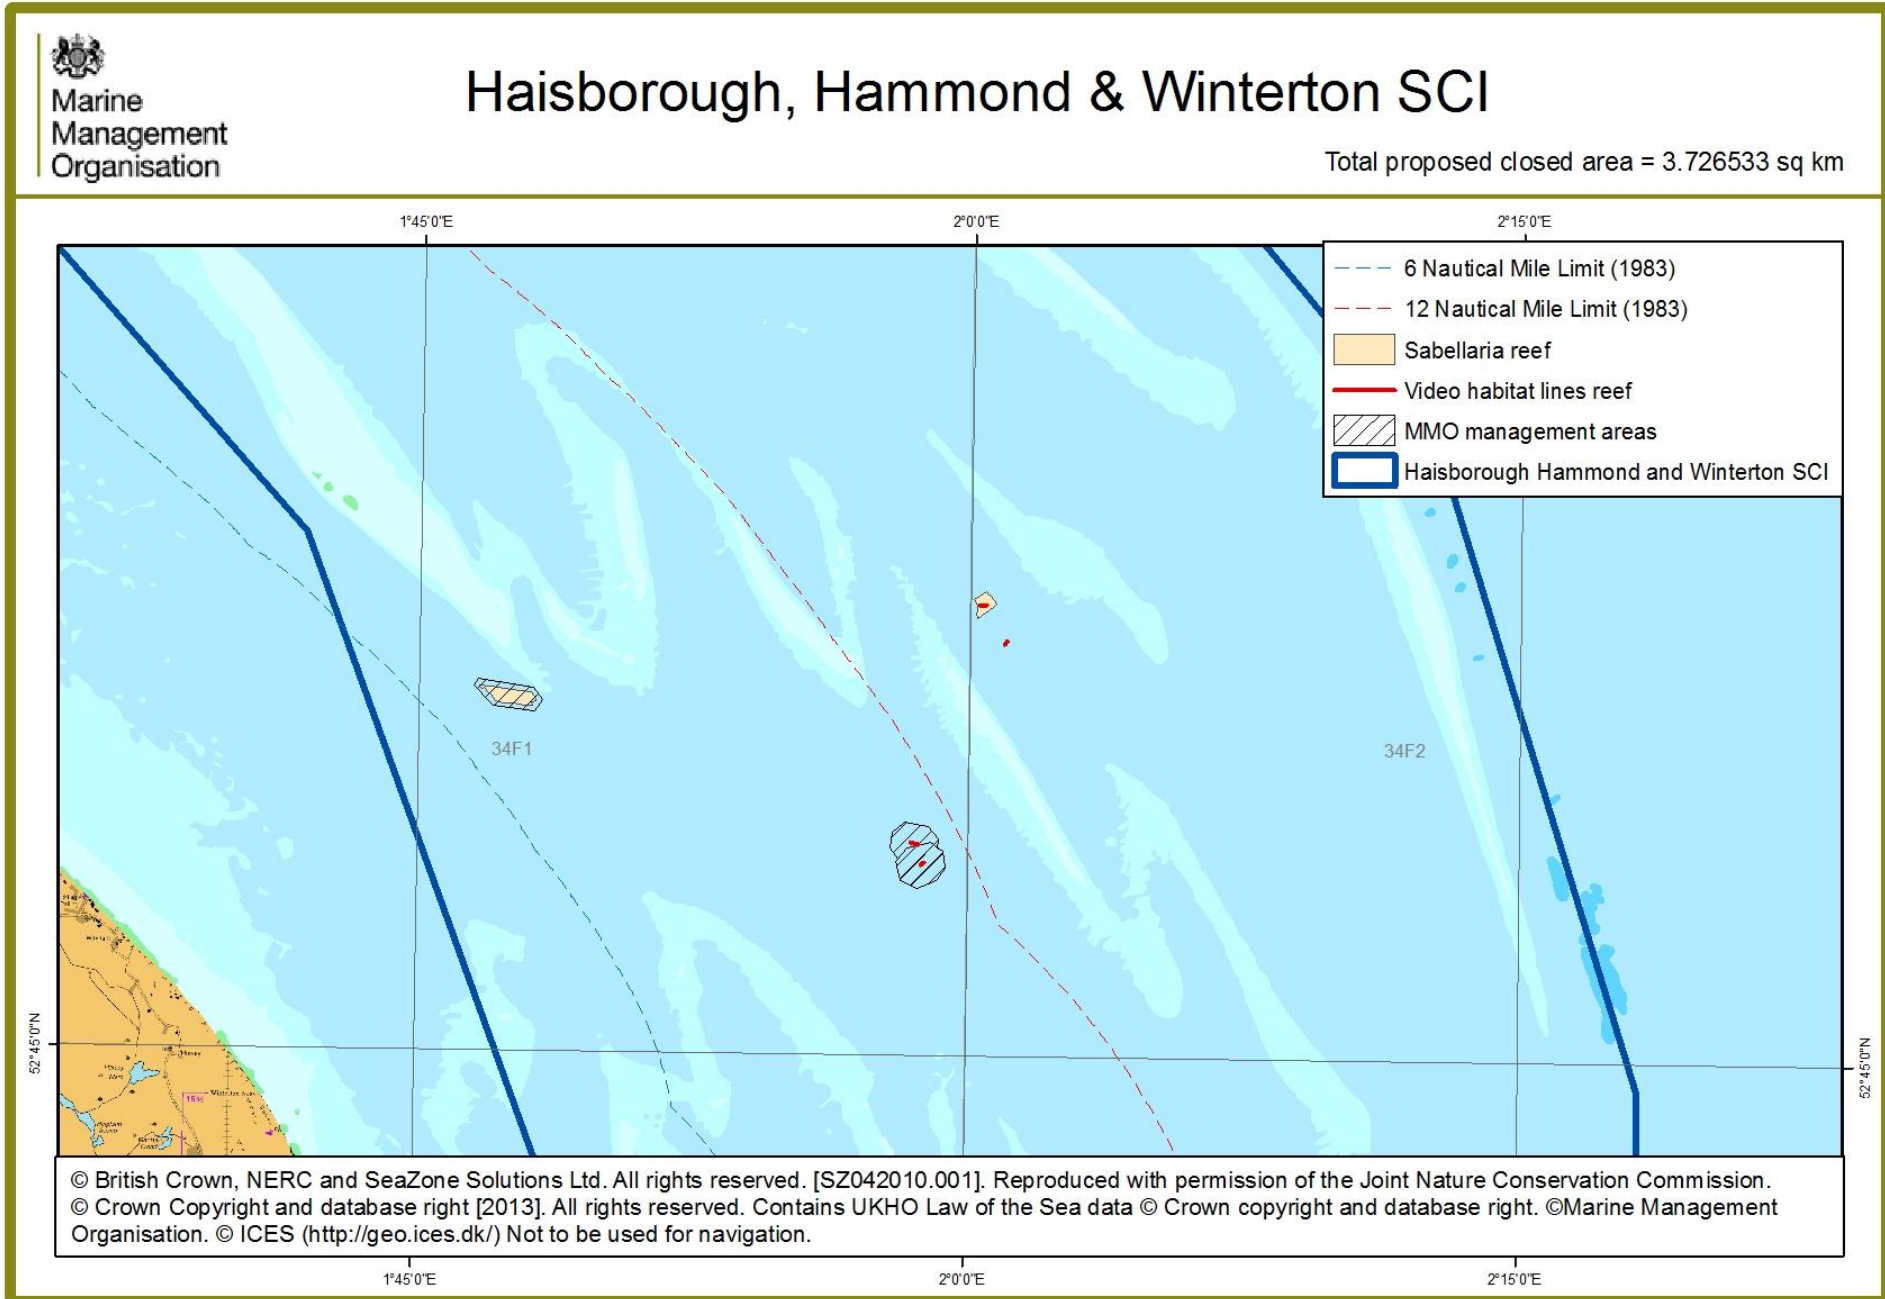 Marine
Management
Organisation
Haisborough, Hammond & Winterton SCI
Total proposed closed area = 3.726533 sq km
1°45'0"E
2°0'0"E
2°15'0"E
6 Nautical Mile Limit (1983)
12 Nautical Mile Limit (1983)
Sabellaria reef
Video habitat lines reef
MMO management areas
Haisborough Hammond and Winterton SCI
34F1
34F2
52°45'0"N
52°45'0"N
© British Crown, NERC and SeaZone Solutions Ltd. All rights reserved. [SZ042010.001]. Reproduced with permission of the Joint Nature Conservation Commission.
© Crown Copyright and database right [2013]. All rights reserved. Contains UKHO Law of the Sea data © Crown copyright and database right. ©Marine Management
Organisation. © ICES (http://geo.ices.dk/) Not to be used for navigation.
1°45'0"E
2°0'0"E
2°15'0"E